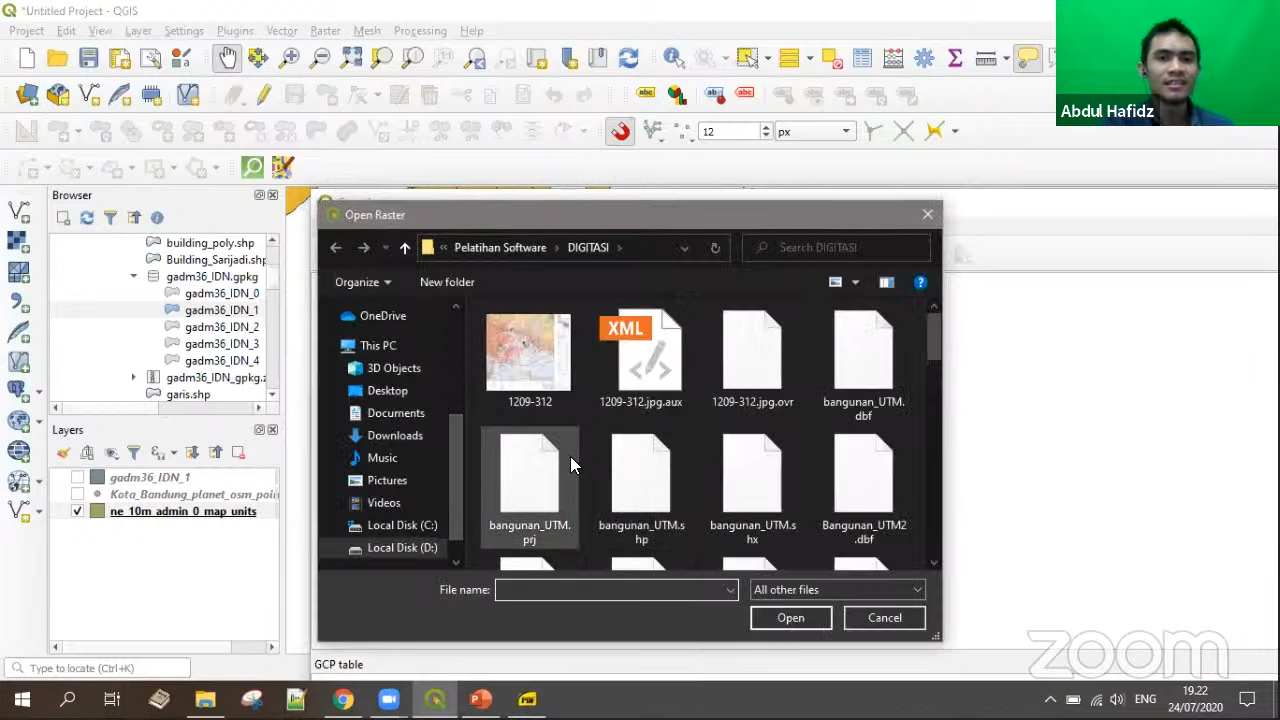 *Untitled Project - QGIS
Project Edit View Layer Settings Plugins Vector Raster Mesh Processing Help
Abdul Hafidz
abc abc abc
12 px
Browser
building_poly.shp
Building_Sarijadi.shp
gadm36_IDN.gpkg
gadm36_IDN_0
gadm36_IDN_1
gadm36_IDN_2
gadm36_IDN_3
gadm36_IDN_4
gadm36_IDN_gpkg.z
garis.shp
Layers
gadm36_IDN_1
Kota_Bandung_planet_osm_poi
ne_10m_admin_0_map_units
Type to locate (Ctrl+K)
Open Raster
« Pelatihan Software › DIGITASI ›
Search DIGITASI
Organize New folder
OneDrive
This PC
3D Objects
Desktop
Documents
Downloads
Music
Pictures
Videos
Local Disk (C:)
Local Disk (D:)
XML
1209-312
1209-312.jpg.aux
1209-312.jpg.ovr
bangunan_UTM.
dbf
bangunan_UTM.
prj
bangunan_UTM.s
hp
bangunan_UTM.s
hx
Bangunan_UTM2
.dbf
File name:
All other files
Open Cancel
GCP table
zoom
ENG
19.22
24/07/2020